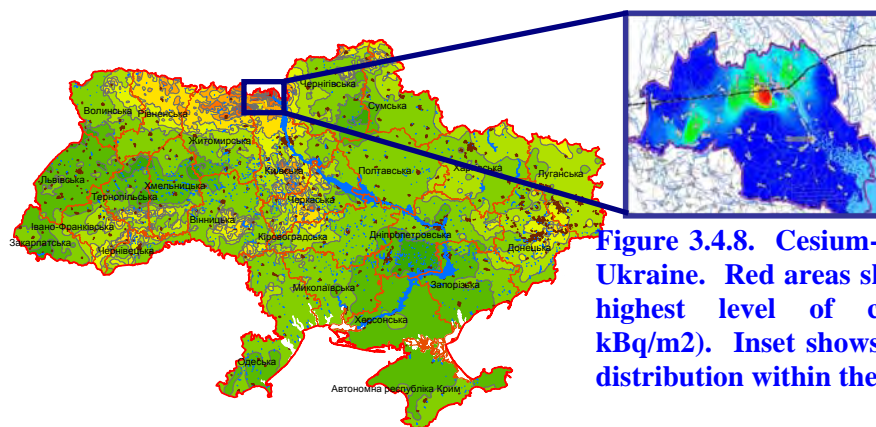 Чернігівська
Волинська
Рівненська
Сумська
Житомирська
Київська
Полтавська
Харківська
Луганська
Львівська
Тернопільська
Хмельницька
Черкаська
Вінницька
Івано-Франківська
Закарпатська
Чернівецька
Кіровоградська
Дніпропетровська
Донецька
Миколаївська
Запорізька
Херсонська
Одеська
Автономна республіка Крим
Figure 3.4.8. Cesium-
Ukraine. Red areas sh
highest level of c
kBq/m2). Inset shows
distribution within the